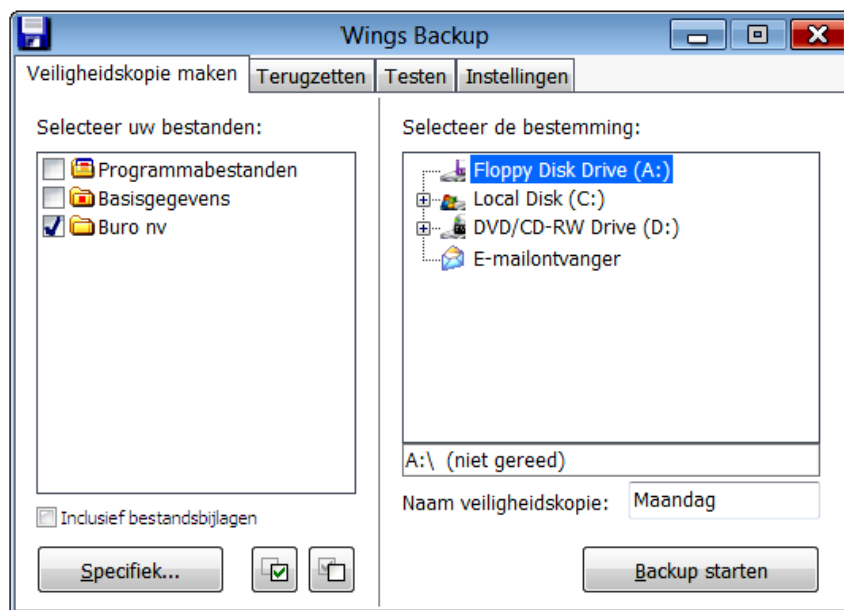 Wings Backup
Veiligheidskopie maken
Terugzetten
Testen
Instellingen
Selecteer uw bestanden:
Programmabestanden
Basisgegevens
Buro nv
Inclusief bestandsbijlagen
Specifiek...
Selecteer de bestemming:
Floppy Disk Drive (A:)
Local Disk (C:)
DVD/CD-RW Drive (D:)
E-mailontvanger
A:\ (niet gereed)
Naam veiligheidskopie: Maandag
Backup starten